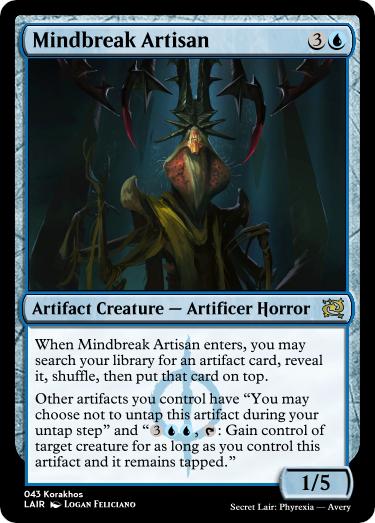 Mindbreak Artisan 3
Artifact Creature — Artificer Horror
When Mindbreak Artisan enters, you may
search your library for an artifact card, reveal
it, shuffle, then put that card on top.
Other artifacts you control have “You may
choose not to untap this artifact during your
untap step” and “3, : Gain control of
target creature for as long as you control this
artifact and it remains tapped.”
1/5
043 Korakhos
LAIR Logan Feliciano
Secret Lair: Phyrexia — Avery